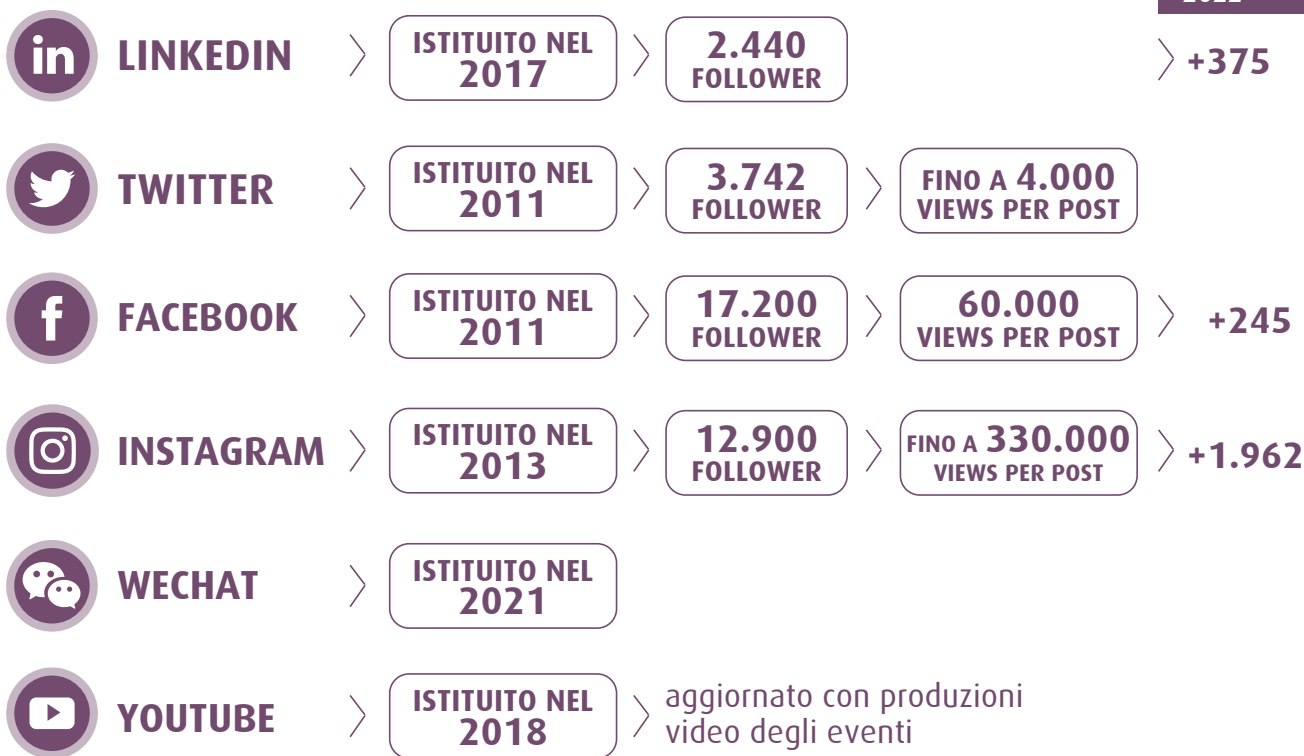 2022
LINKEDIN
ISTITUITO NEL
2017
2.440
FOLLOWER
+375
TWITTER
ISTITUITO NEL
2011
3.742
FOLLOWER
FINO A 4.000
VIEWS PER POST
FACEBOOK
ISTITUITO NEL
2011
17.200
FOLLOWER
60.000
VIEWS PER POST
+245
INSTAGRAM
ISTITUITO NEL
2013
12.900
FOLLOWER
FINO A 330.000
VIEWS PER POST
+1.962
WECHAT
ISTITUITO NEL
2021
YOUTUBE
ISTITUITO NEL
2018
aggiornato con produzioni
video degli eventi